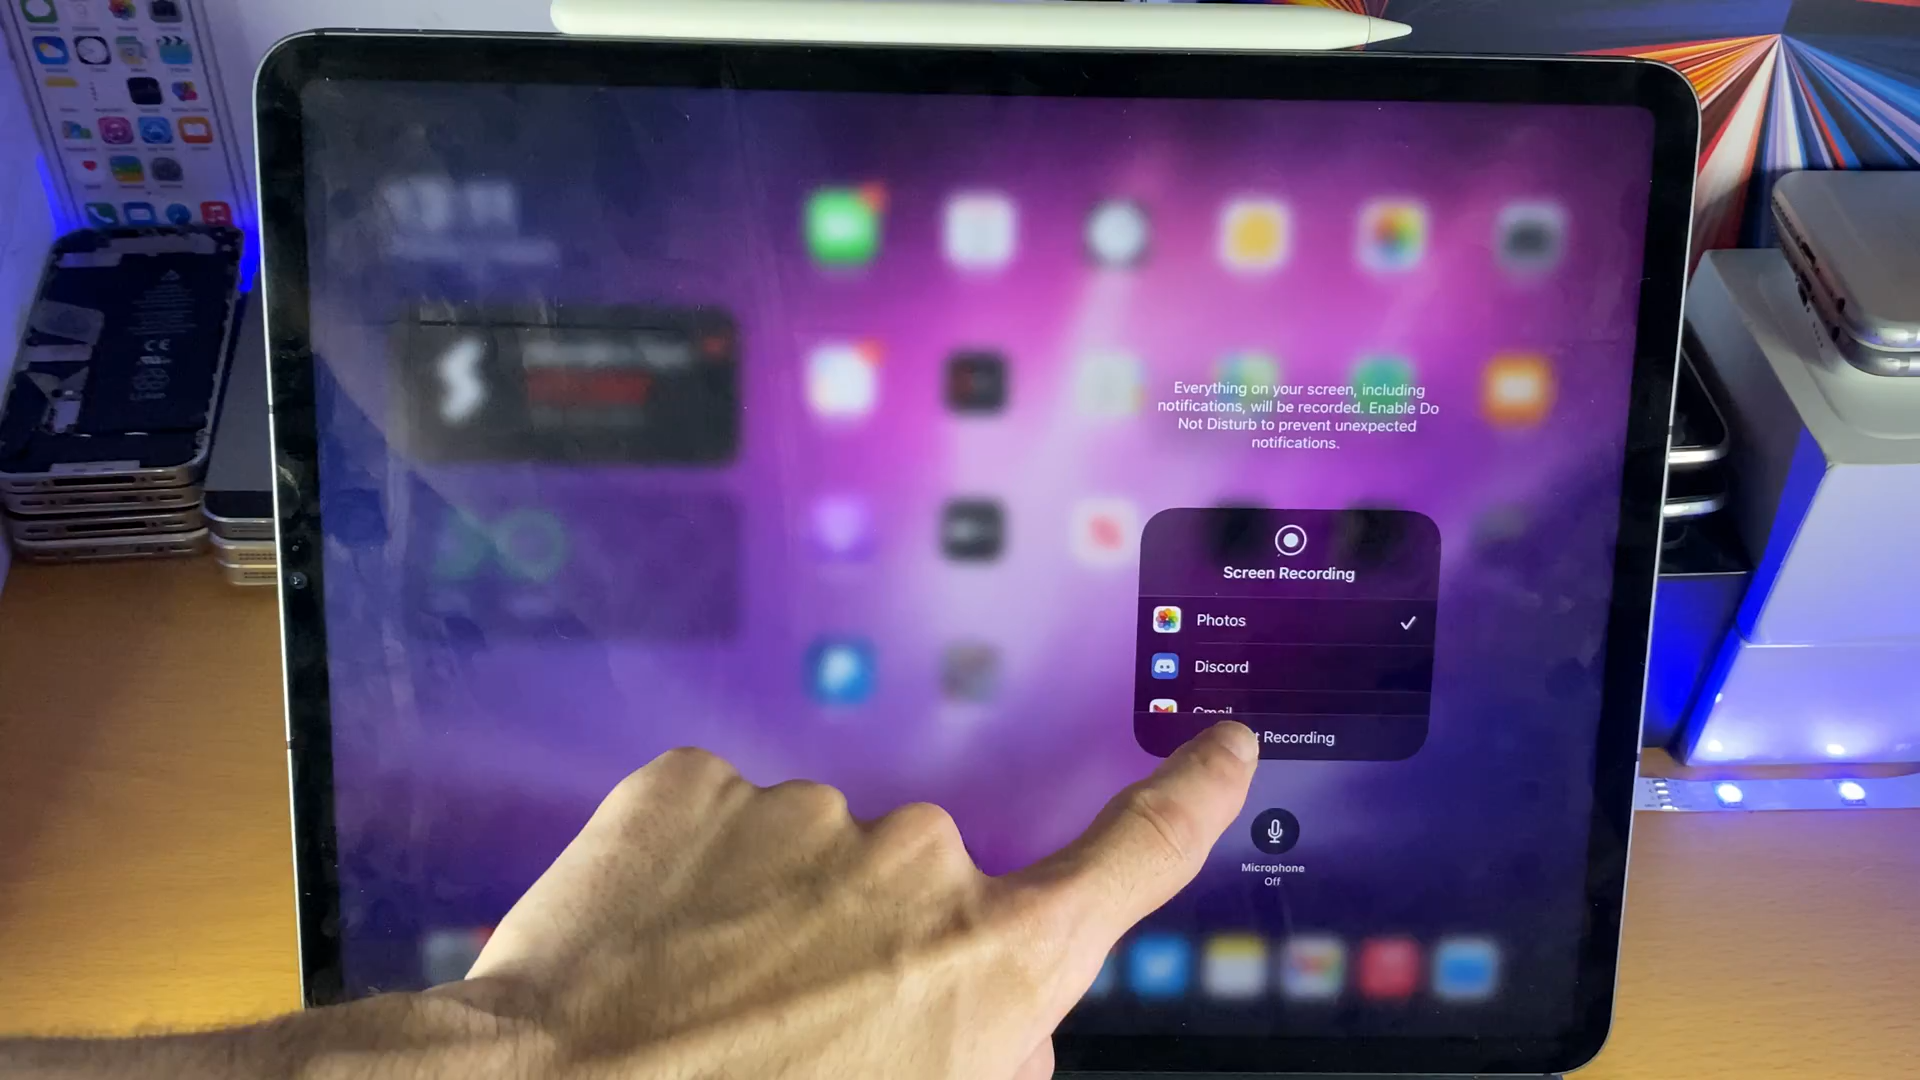 Everything on your screen, including
notifications, will be recorded. Enable Do
Not Disturb to prevent unexpected
notifications.
Screen Recording
Photos
Discord
Gmail
t Recording
Microphone
Off